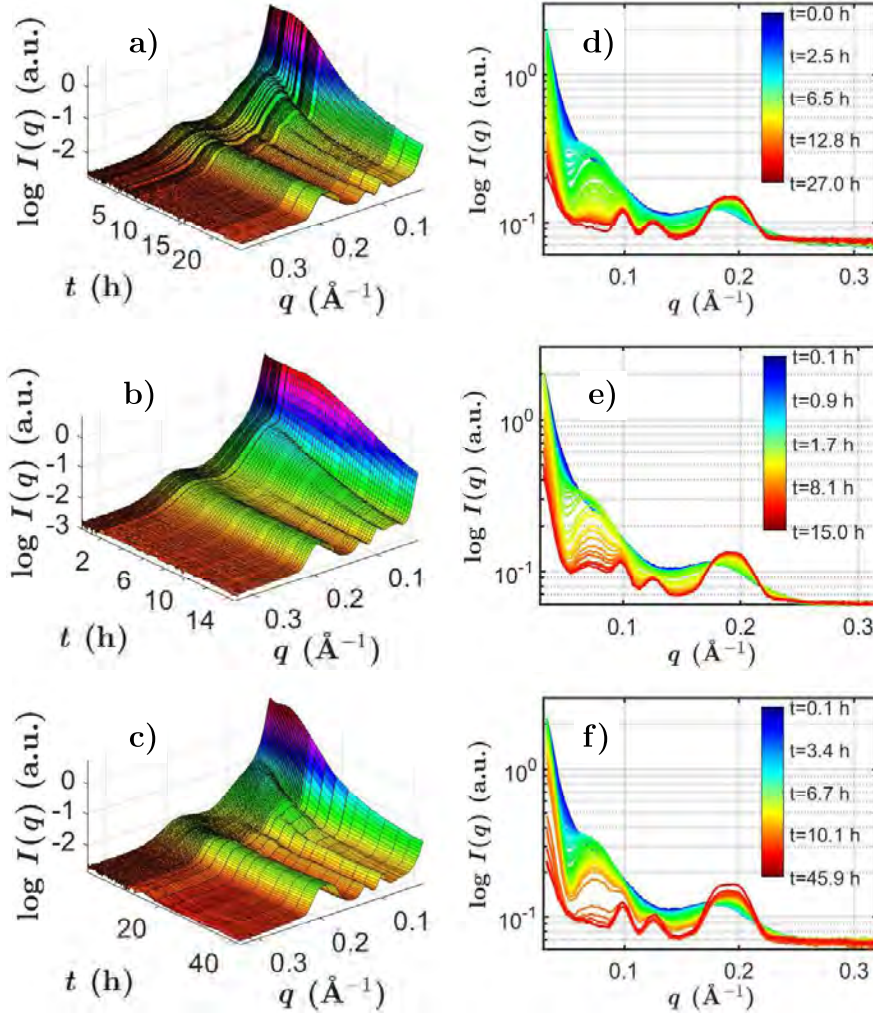 a)
log I(q) (a.u.)
0
-1
-2
5
10
15
20
t (h)
0.3
0.2
0.1
q (Å⁻¹)
d)
log I(q) (a.u.)
10⁰
10⁻¹
0.1
0.2
0.3
q (Å⁻¹)
t=0.0 h
t=2.5 h
t=6.5 h
t=12.8 h
t=27.0 h
b)
log I(q) (a.u.)
0
-1
-2
-3
2
6
10
14
t (h)
0.3
0.2
0.1
q (Å⁻¹)
e)
log I(q) (a.u.)
10⁰
10⁻¹
0.1
0.2
0.3
q (Å⁻¹)
t=0.1 h
t=0.9 h
t=1.7 h
t=8.1 h
t=15.0 h
c)
log I(q) (a.u.)
0
-1
-2
20
40
t (h)
0.3
0.2
0.1
q (Å⁻¹)
f)
log I(q) (a.u.)
10⁰
10⁻¹
0.1
0.2
0.3
q (Å⁻¹)
t=0.1 h
t=3.4 h
t=6.7 h
t=10.1 h
t=45.9 h